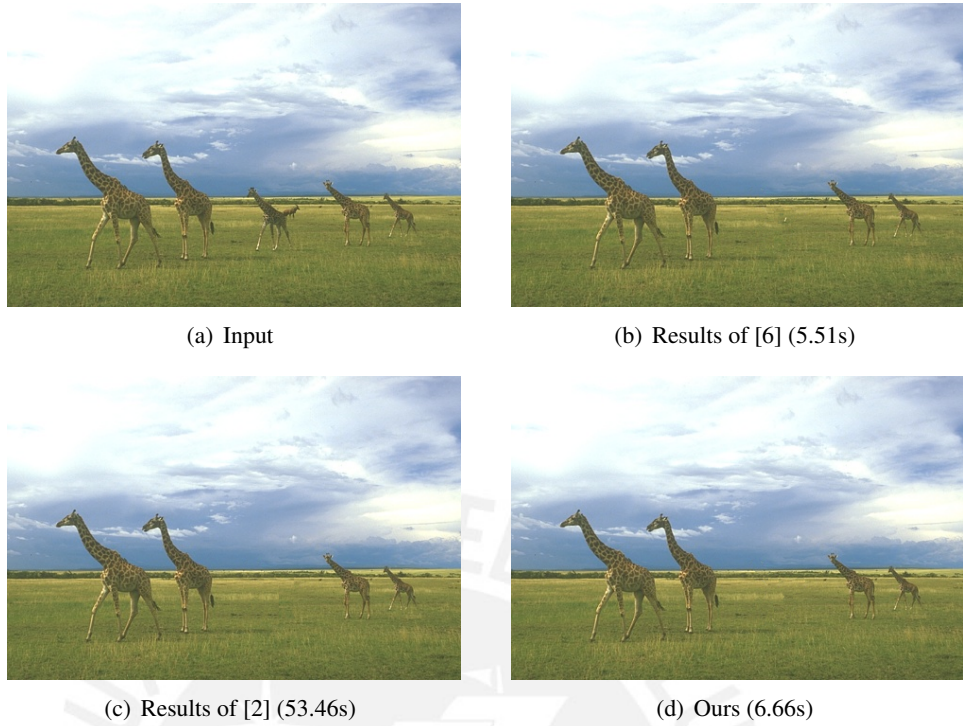 (a) Input
(b) Results of [6] (5.51s)
(c) Results of [2] (53.46s)
(d) Ours (6.66s)